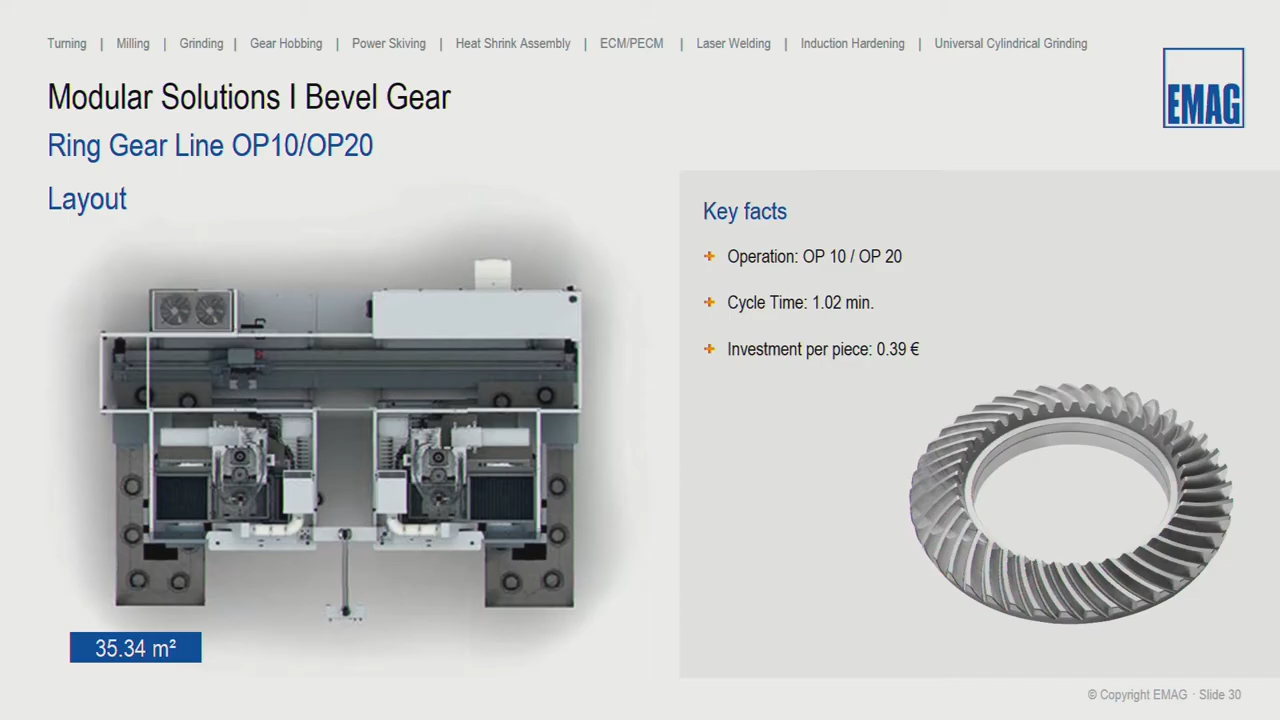 Turning | Milling | Grinding | Gear Hobbing | Power Skiving | Heat Shrink Assembly | ECM/PECM | Laser Welding | Induction Hardening | Universal Cylindrical Grinding
EMAG
Modular Solutions I Bevel Gear
Ring Gear Line OP10/OP20
Layout
Key facts
Operation: OP 10 / OP 20
Cycle Time: 1.02 min.
Investment per piece: 0.39 €
35.34 m²
© Copyright EMAG · Slide 30